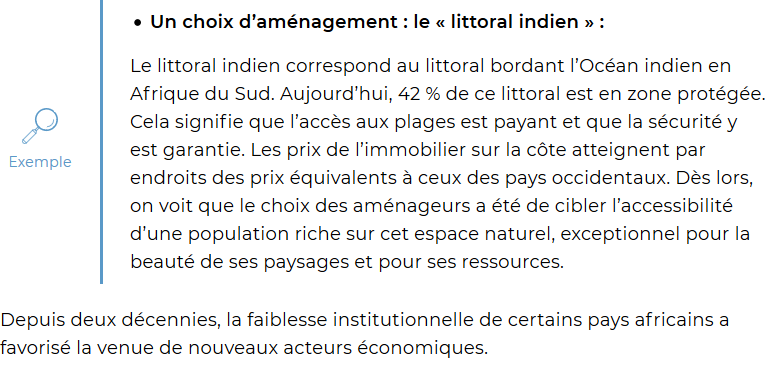 • Un choix d’aménagement : le « littoral indien » :
Le littoral indien correspond au littoral bordant l’Océan indien en
Afrique du Sud. Aujourd’hui, 42 % de ce littoral est en zone protégée.
Cela signifie que l’accès aux plages est payant et que la sécurité y
est garantie. Les prix de l’immobilier sur la côte atteignent par
endroits des prix équivalents à ceux des pays occidentaux. Dès lors,
on voit que le choix des aménageurs a été de cibler l’accessibilité
d’une population riche sur cet espace naturel, exceptionnel pour la
beauté de ses paysages et pour ses ressources.
Exemple
Depuis deux décennies, la faiblesse institutionnelle de certains pays africains a
favorisé la venue de nouveaux acteurs économiques.